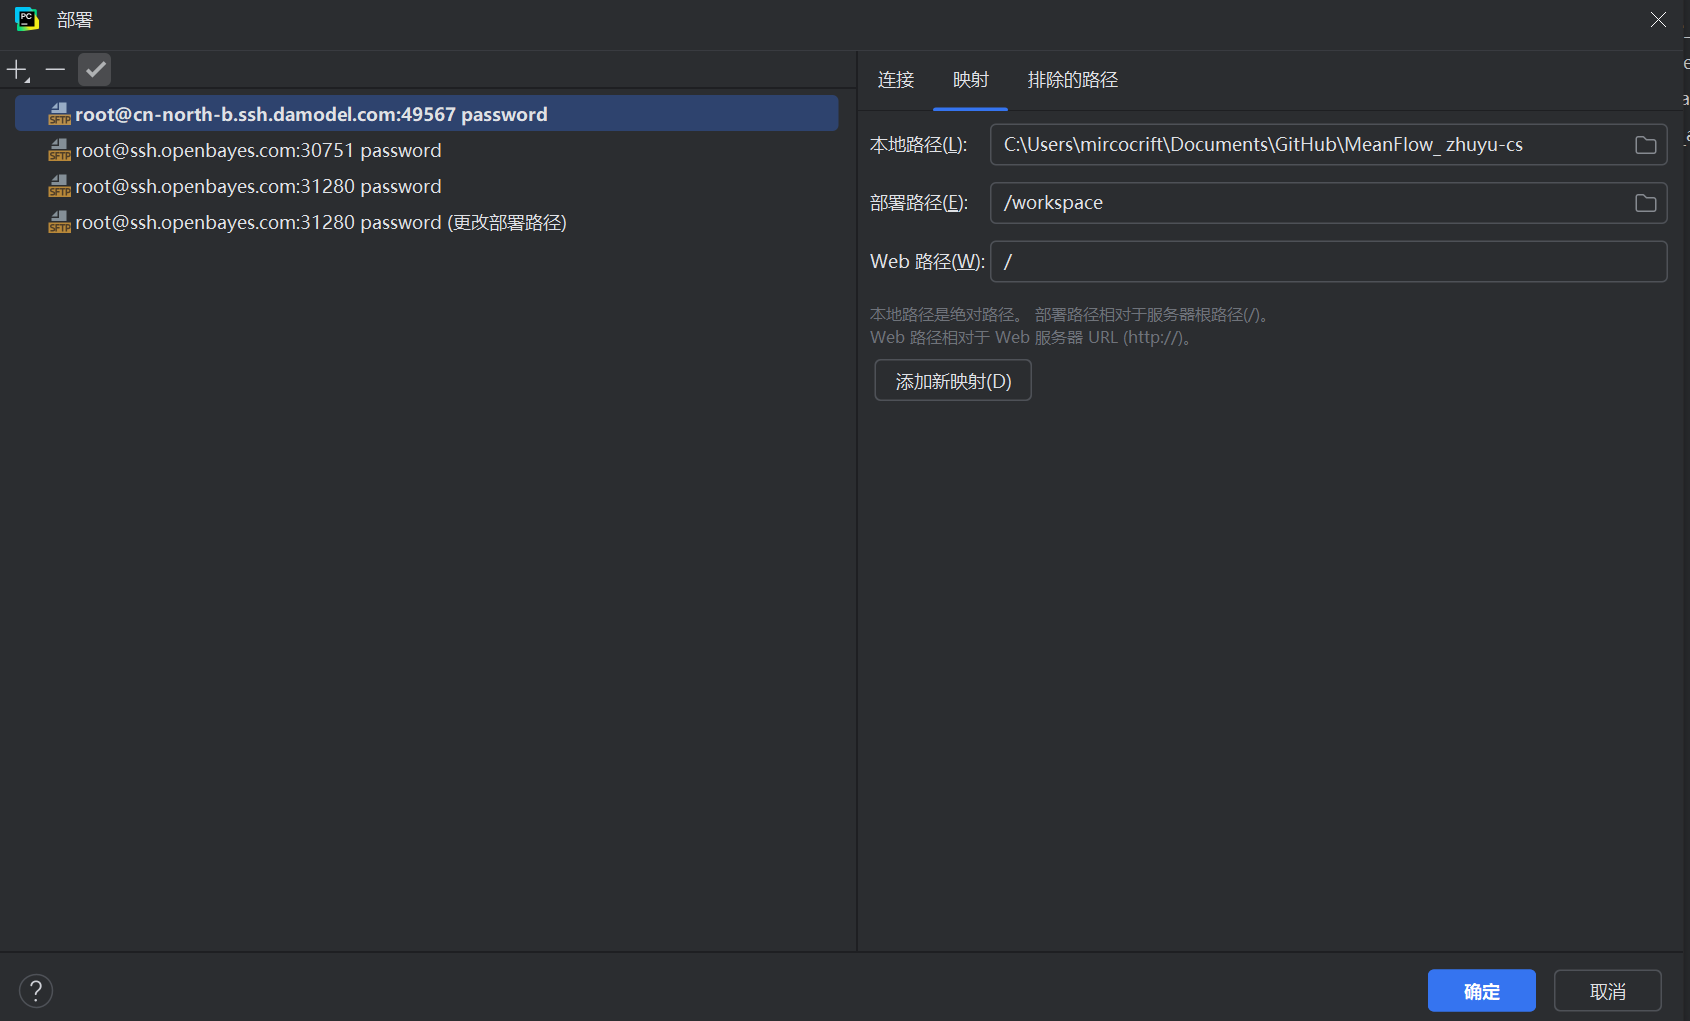 部署
root@cn-north-b.ssh.damodel.com:49567 password
root@ssh.openbayes.com:30751 password
root@ssh.openbayes.com:31280 password
root@ssh.openbayes.com:31280 password (更改部署路径)
连接 映射 排除的路径
本地路径(L): C:\Users\mircocrift\Documents\GitHub\MeanFlow_ zhuyu-cs
部署路径(E): /workspace
Web 路径(W): /
本地路径是绝对路径。 部署路径相对于服务器根路径(/)。
Web 路径相对于 Web 服务器 URL (http://)。
添加新映射(D)
? 确定 取消